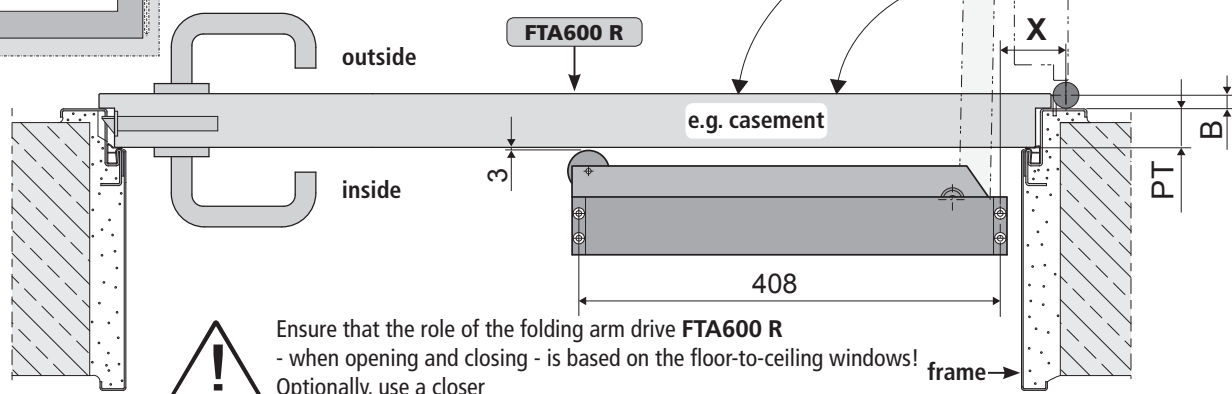 FTA600 R
outside
X
e.g. casement
B
3
inside
PT
408
Ensure that the role of the folding arm drive FTA600 R
- when opening and closing - is based on the floor-to-ceiling windows!
frame
Optionally, use a closer